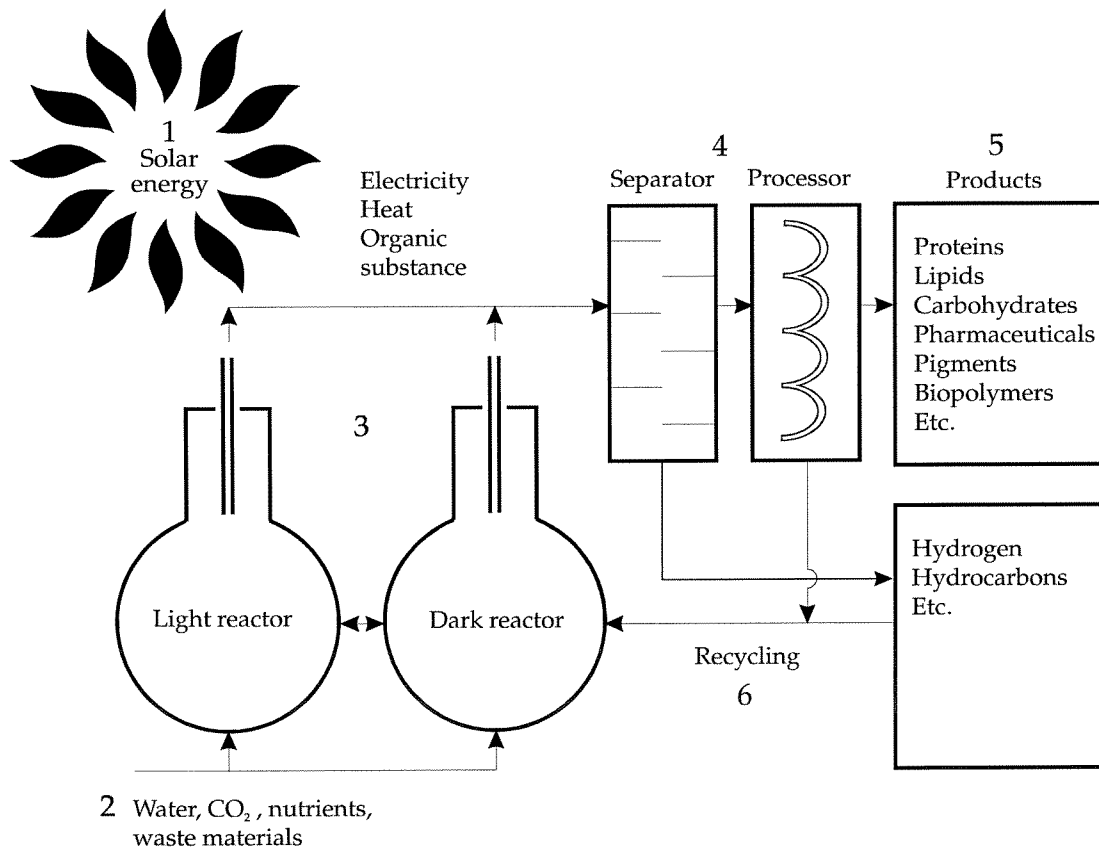 1
Solar
energy
Electricity
Heat
Organic
substance
4
Separator
Processor
5
Products
Proteins
Lipids
Carbohydrates
Pharmaceuticals
Pigments
Biopolymers
Etc.
3
Hydrogen
Hydrocarbons
Etc.
Light reactor
Dark reactor
Recycling
6
2 Water, CO₂ , nutrients,
waste materials